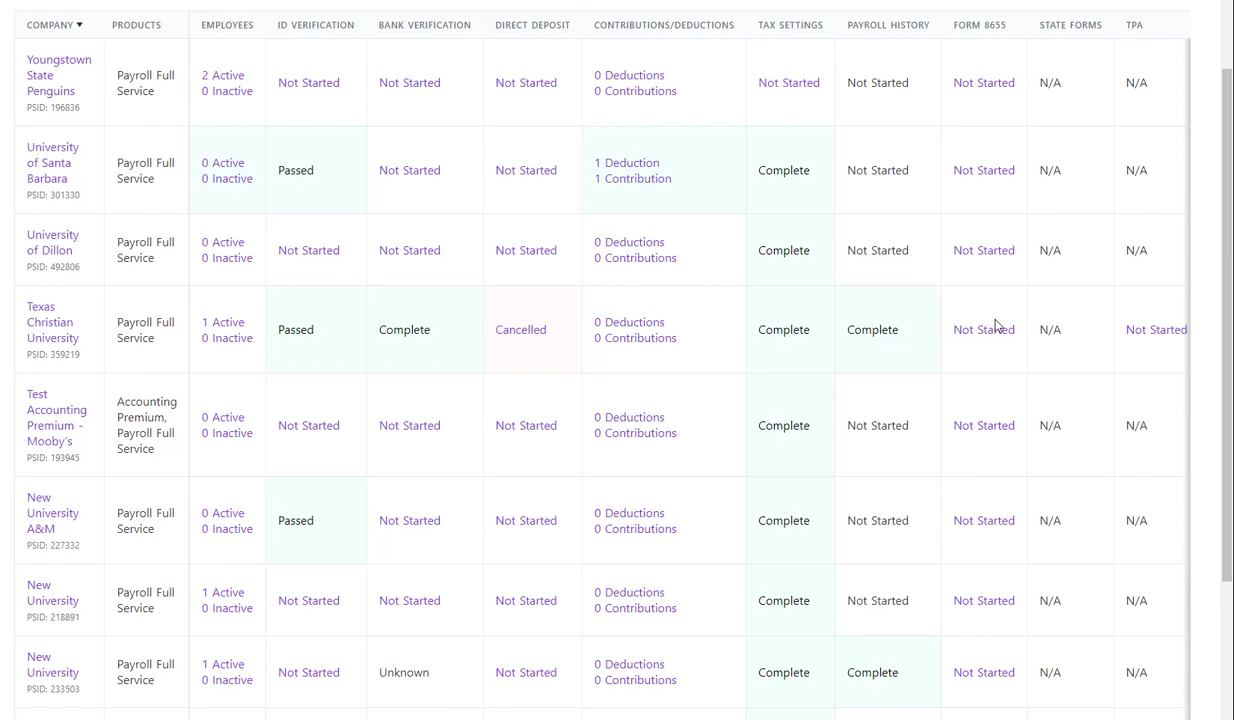 COMPANY PRODUCTS EMPLOYEES ID VERIFICATION BANK VERIFICATION DIRECT DEPOSIT CONTRIBUTIONS/DEDUCTIONS TAX SETTINGS PAYROLL HISTORY FORM 8655 STATE FORMS TPA
Youngstown
State
Penguins
PSID: 196836
Payroll Full
Service
2 Active
0 Inactive
Not Started
Not Started
Not Started
0 Deductions
0 Contributions
Not Started
Not Started
Not Started
N/A
N/A
University
of Santa
Barbara
PSID: 301330
Payroll Full
Service
0 Active
0 Inactive
Passed
Not Started
Not Started
1 Deduction
1 Contribution
Complete
Not Started
Not Started
N/A
N/A
University
of Dillon
PSID: 492806
Payroll Full
Service
0 Active
0 Inactive
Not Started
Not Started
Not Started
0 Deductions
0 Contributions
Complete
Not Started
Not Started
N/A
N/A
Texas
Christian
University
PSID: 359219
Payroll Full
Service
1 Active
0 Inactive
Passed
Complete
Cancelled
0 Deductions
0 Contributions
Complete
Complete
Not Started
N/A
Not Started
Test
Accounting
Premium -
Mooby's
PSID: 193945
Accounting
Premium,
Payroll Full
Service
0 Active
0 Inactive
Not Started
Not Started
Not Started
0 Deductions
0 Contributions
Complete
Not Started
Not Started
N/A
N/A
New
University
A&M
PSID: 227332
Payroll Full
Service
0 Active
0 Inactive
Passed
Not Started
Not Started
0 Deductions
0 Contributions
Complete
Not Started
Not Started
N/A
N/A
New
University
PSID: 218891
Payroll Full
Service
1 Active
0 Inactive
Not Started
Not Started
Not Started
0 Deductions
0 Contributions
Complete
Not Started
Not Started
N/A
N/A
New
University
PSID: 233503
Payroll Full
Service
1 Active
0 Inactive
Not Started
Unknown
Not Started
0 Deductions
0 Contributions
Complete
Complete
Not Started
N/A
N/A